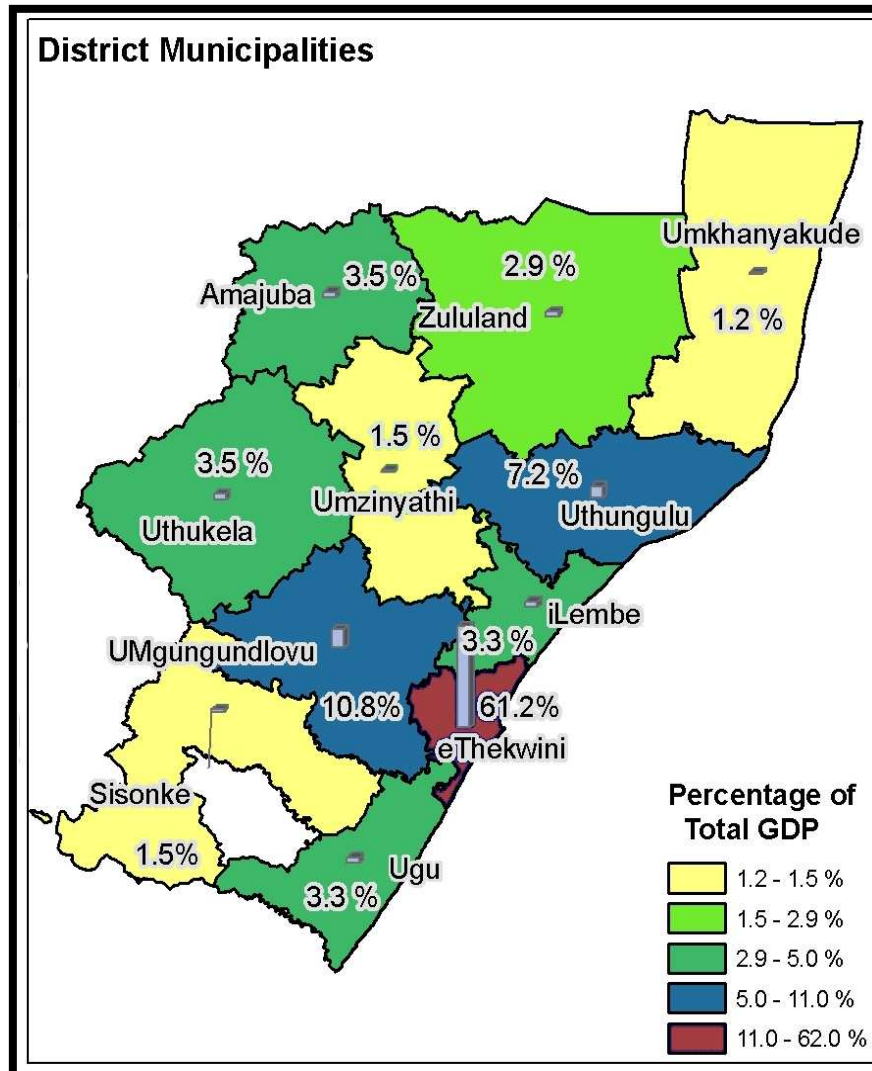 District Municipalities
Umkhanyakude
1.2 %
2.9 %
Zululand
3.5 %
Amajuba
1.5 %
Umzinyathi
3.5 %
Uthukela
7.2 %
Uthungulu
iLembe
3.3 %
UMgungundlovu
10.8%
61.2%
eThekwini
Sisonke
1.5%
Ugu
3.3 %
Percentage of
Total GDP
1.2 - 1.5 %
1.5 - 2.9 %
2.9 - 5.0 %
5.0 - 11.0 %
11.0 - 62.0 %